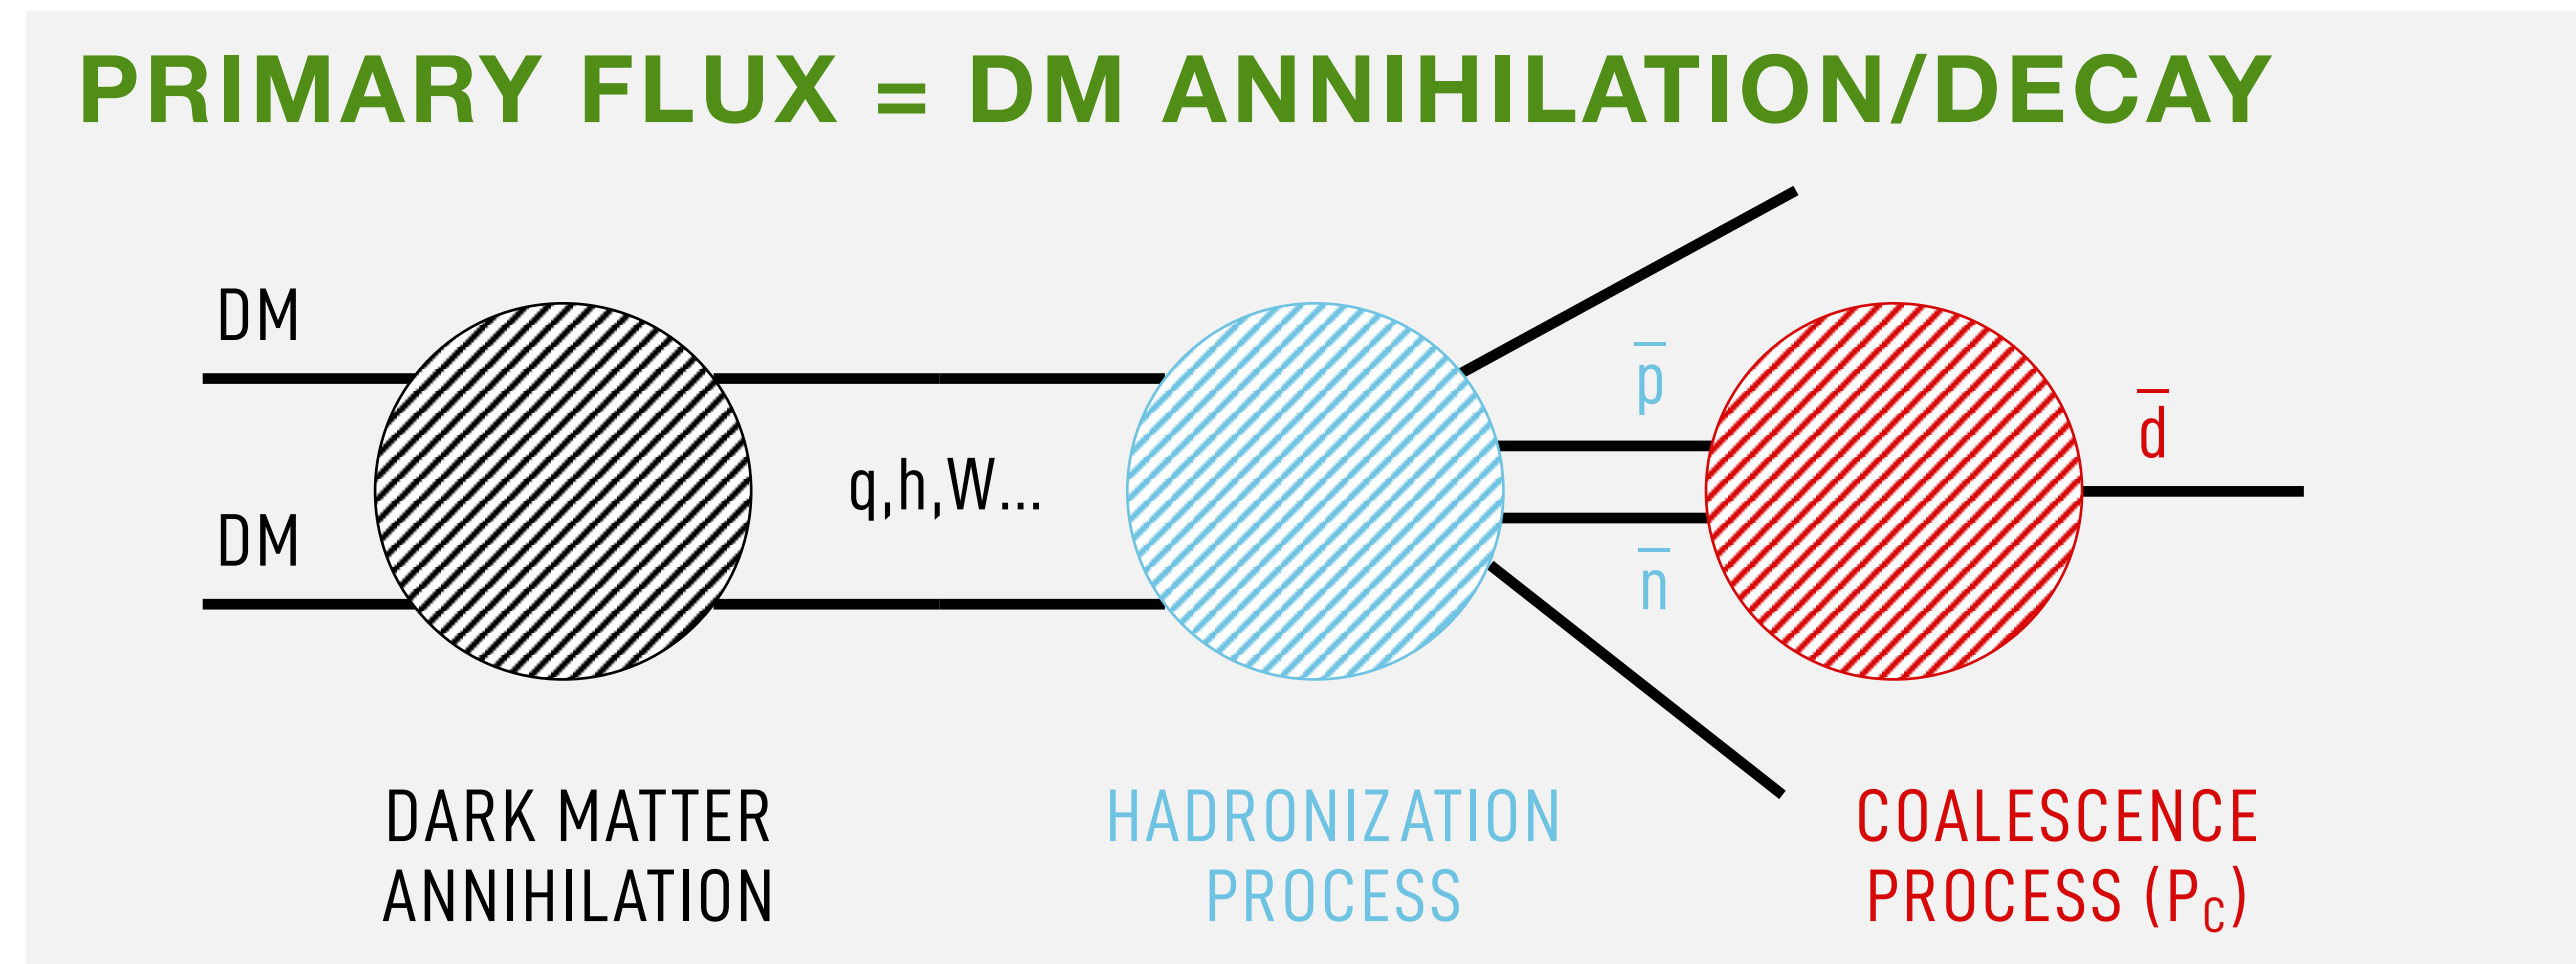 PRIMARY FLUX = DM ANNIHILATION/DECAY
DM
DM
q,h,W...
p̅
n̅
d̅
DARK MATTER
ANNIHILATION
HADRONIZATION
PROCESS
COALESCENCE
PROCESS (P_C)